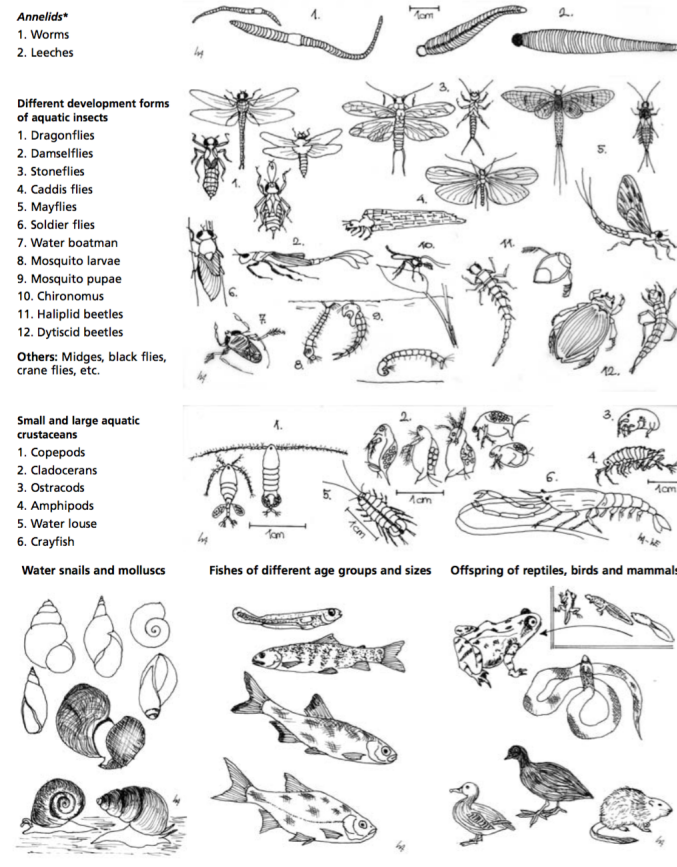 Annelids*
1. Worms
2. Leeches
1.
1cm
2.
Different development forms
of aquatic insects
1. Dragonflies
2. Damselflies
3. Stoneflies
4. Caddis flies
5. Mayflies
6. Soldier flies
7. Water boatman
8. Mosquito larvae
9. Mosquito pupae
10. Chironomus
11. Haliplid beetles
12. Dytiscid beetles
Others: Midges, black flies,
crane flies, etc.
3.
5.
1.
4.
2.
10.
11.
6.
7.
9.
8.
12.
Small and large aquatic
crustaceans
1. Copepods
2. Cladocerans
3. Ostracods
4. Amphipods
5. Water louse
6. Crayfish
1.
2.
3.
4.
5.
6.
1cm
1cm
1cm
1cm
Water snails and molluscs
Fishes of different age groups and sizes
Offspring of reptiles, birds and mammals